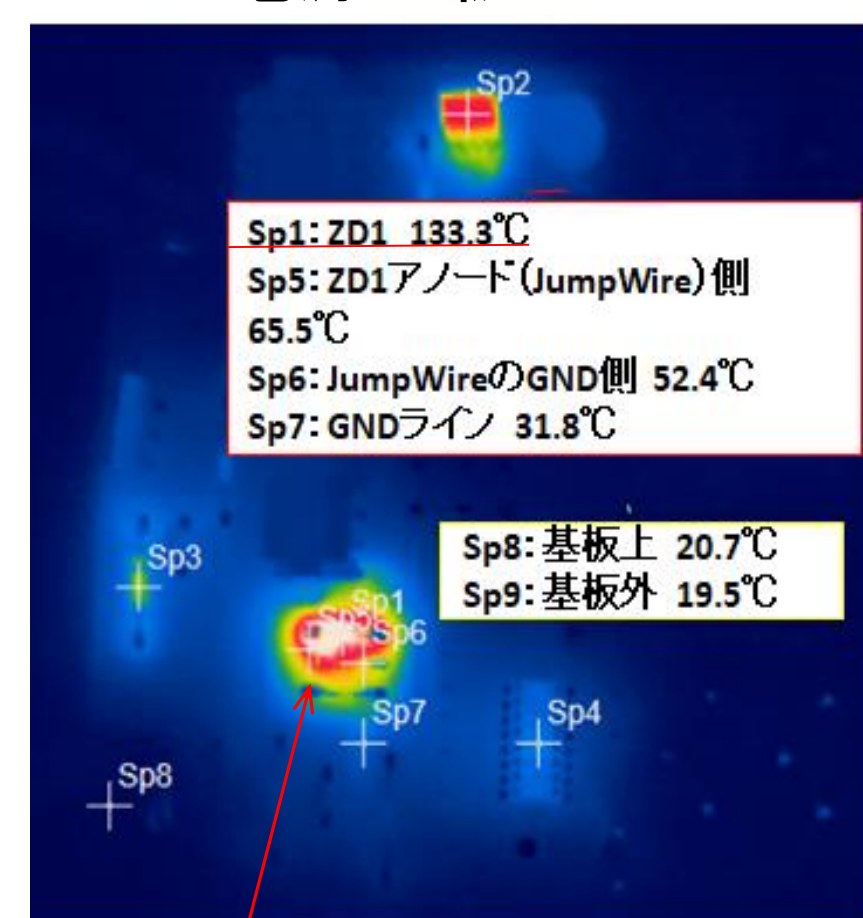 Sp2
Sp1:ZD1 133.3℃
Sp5:ZD1アノード(JumpWire)側
65.5℃
Sp6:JumpWireのGND側 52.4℃
Sp7:GNDライン 31.8℃
Sp8:基板上 20.7℃
Sp9:基板外 19.5℃
Sp3
Sp1
Sp5
Sp6
Sp7
Sp4
Sp8